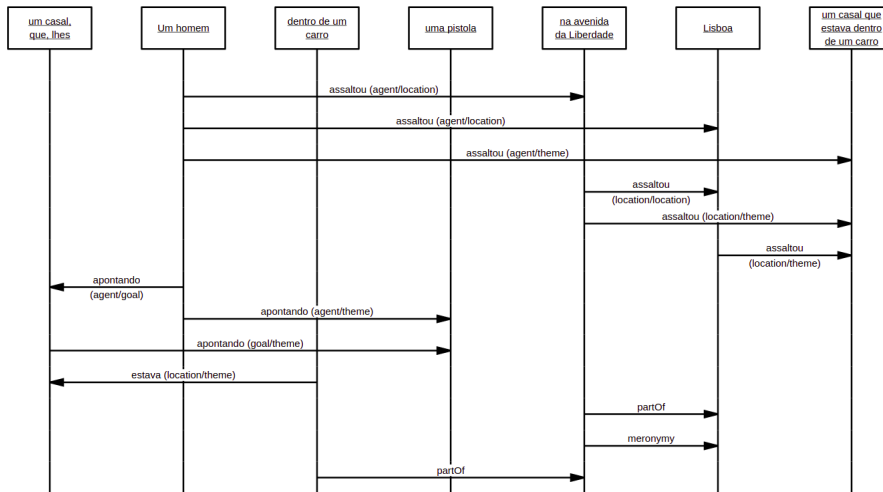 um casal,
que, lhes
Um homem
dentro de um
carro
uma pistola
na avenida
da Liberdade
Lisboa
um casal que
estava dentro
de um carro
assaltou (agent/location)
assaltou (agent/location)
assaltou (agent/theme)
assaltou
(location/location)
assaltou (location/theme)
assaltou
(location/theme)
apontando
(agent/goal)
apontando (agent/theme)
apontando (goal/theme)
estava (location/theme)
partOf
meronymy
partOf